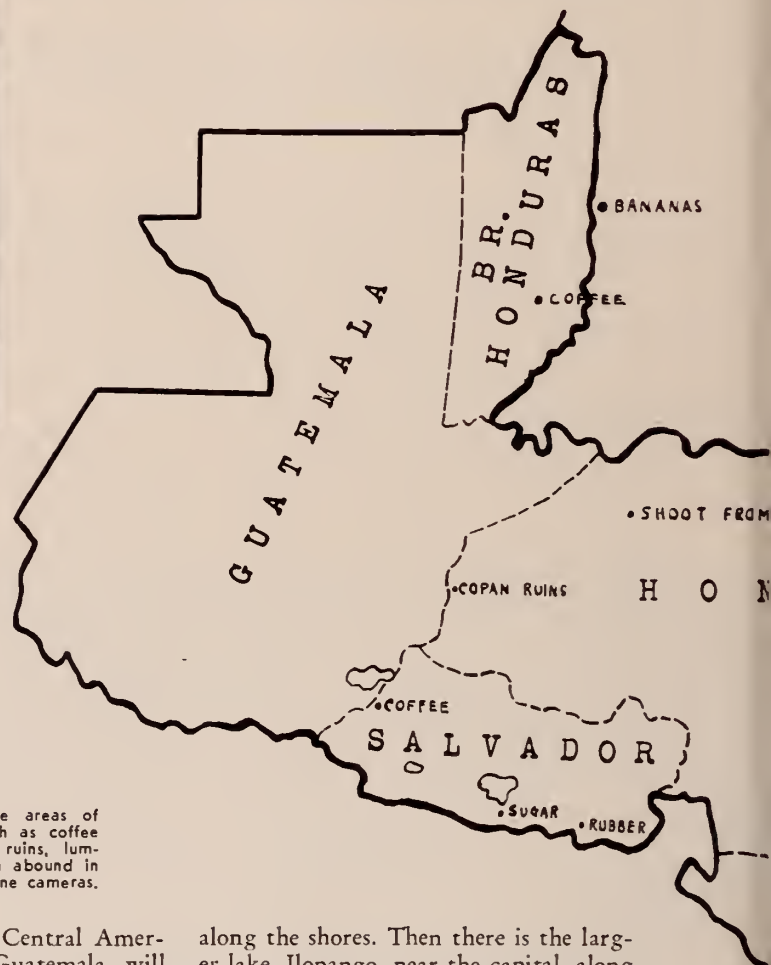 BR. HONDURAS
BANANAS
COFFEE
GUATEMALA
SHOOT FROM
COPAN RUINS
HON
COFFEE
SALVADOR
SUGAR
RUBBER
e areas of
h as coffee
ruins, lum-
abound in
ne cameras.
Central Amer-
Guatemala, will
along the shores. Then there is the larg-
er lake, Ilopango, near the capital, along